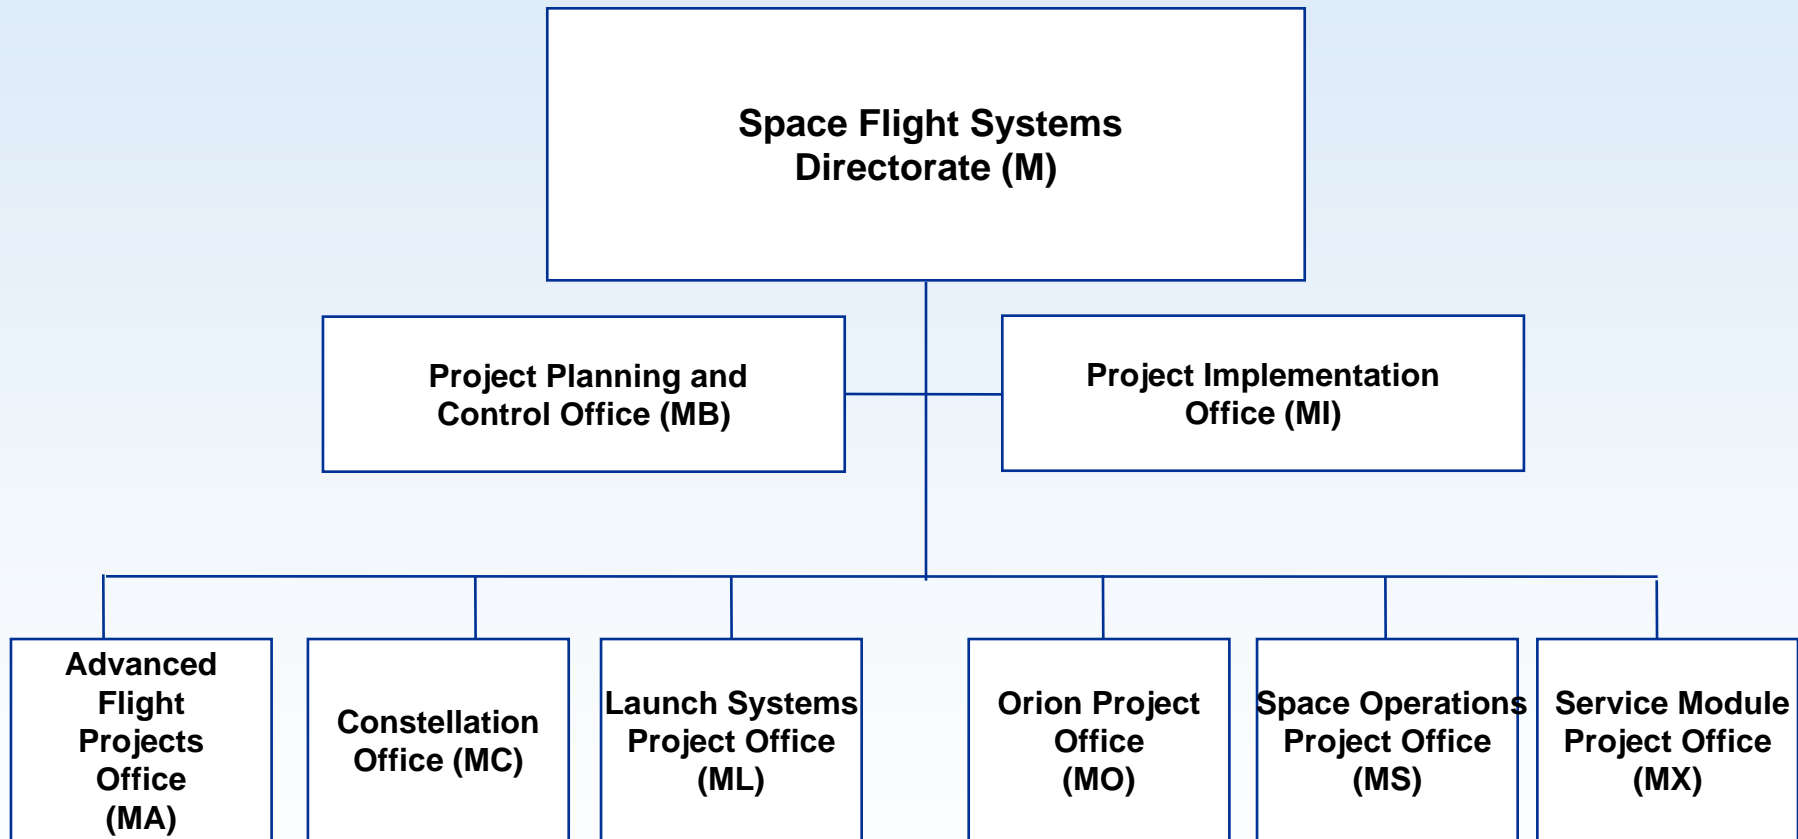 Space Flight Systems
Directorate (M)
Project Planning and
Control Office (MB)
Project Implementation
Office (MI)
Advanced
Flight
Projects
Office
(MA)
Constellation
Office (MC)
Launch Systems
Project Office
(ML)
Orion Project
Office
(MO)
Space Operations
Project Office
(MS)
Service Module
Project Office
(MX)